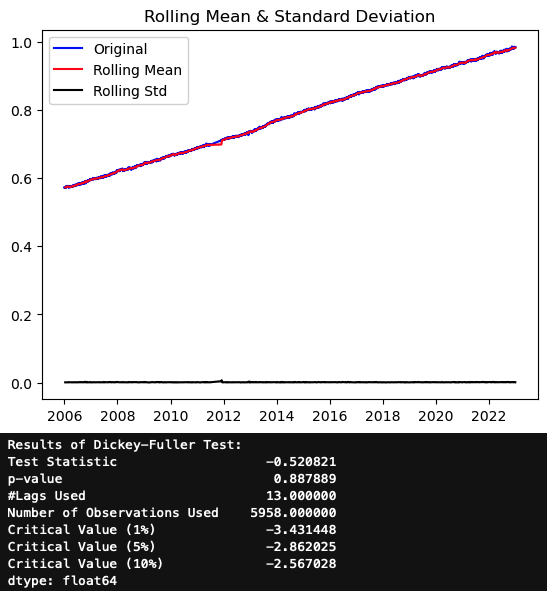 Rolling Mean & Standard Deviation
Original
Rolling Mean
Rolling Std
1.0
0.8
0.6
0.4
0.2
0.0
2006 2008 2010 2012 2014 2016 2018 2020 2022
Results of Dickey-Fuller Test:
Test Statistic -0.520821
p-value 0.887889
#Lags Used 13.000000
Number of Observations Used 5958.000000
Critical Value (1%) -3.431448
Critical Value (5%) -2.862025
Critical Value (10%) -2.567028
dtype: float64